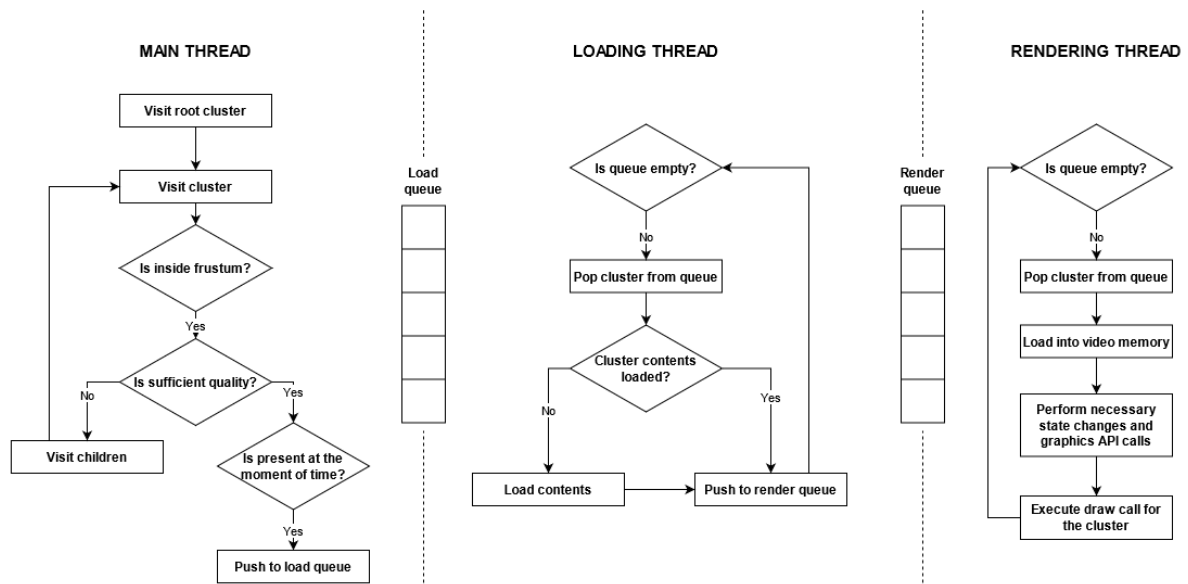 MAIN THREAD
Visit root cluster
Visit cluster
Is inside frustum?
Yes
Is sufficient quality?
No
Yes
Visit children
Is present at the
moment of time?
Yes
Push to load queue
Load
queue
LOADING THREAD
Is queue empty?
No
Pop cluster from queue
Cluster contents
loaded?
No
Yes
Load contents
Push to render queue
Render
queue
RENDERING THREAD
Is queue empty?
No
Pop cluster from queue
Load into video memory
Perform necessary
state changes and
graphics API calls
Execute draw call for
the cluster